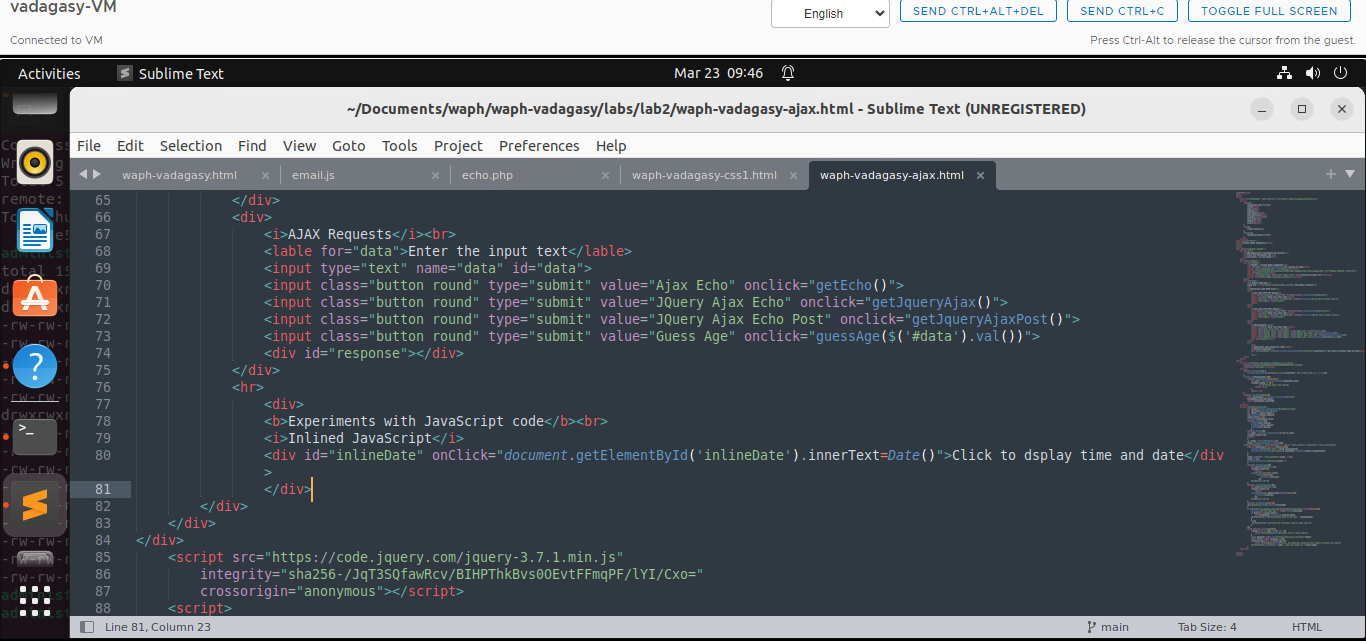 vadagasy-VM
English
SEND CTRL+ALT+DEL
SEND CTRL+C
TOGGLE FULL SCREEN
Connected to VM
Press Ctrl-Alt to release the cursor from the guest.
Activities
Sublime Text
Mar 23 09:46
~/Documents/waph/waph-vadagasy/labs/lab2/waph-vadagasy-ajax.html - Sublime Text (UNREGISTERED)
File Edit Selection Find View Goto Tools Project Preferences Help
waph-vadagasy.html × email.js × echo.php × waph-vadagasy-css1.html × waph-vadagasy-ajax.html ×
65 </div>
66 <div>
67 <i>AJAX Requests</i><br>
68 <lable for="data">Enter the input text</lable>
69 <input type="text" name="data" id="data">
70 <input class="button round" type="submit" value="Ajax Echo" onclick="getEcho()">
71 <input class="button round" type="submit" value="JQuery Ajax Echo" onclick="getJqueryAjax()">
72 <input class="button round" type="submit" value="JQuery Ajax Echo Post" onclick="getJqueryAjaxPost()">
73 <input class="button round" type="submit" value="Guess Age" onclick="guessAge($('#data').val())">
74 <div id="response"></div>
75 </div>
76 <hr>
77 <div>
78 <b>Experiments with JavaScript code</b><br>
79 <i>Inlined JavaScript</i>
80 <div id="inlineDate" onClick="document.getElementById('inlineDate').innerText=Date()">Click to dsplay time and date</div
>
81 </div>
82 </div>
83 </div>
84 </div>
85 <script src="https://code.jquery.com/jquery-3.7.1.min.js"
86 integrity="sha256-/JqT3SQfawRcv/BIHPThkBvs0OEvtFFmqPF/lYI/Cxo="
87 crossorigin="anonymous"></script>
88 <script>
Line 81, Column 23
main
Tab Size: 4
HTML